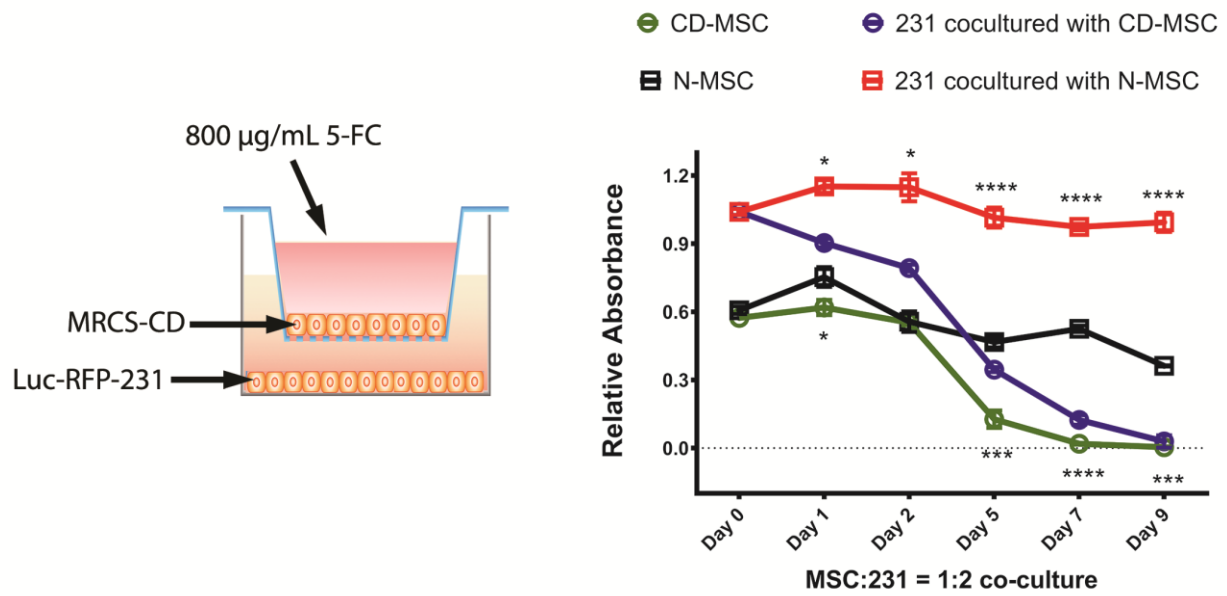 CD-MSC
231 cocultured with CD-MSC
N-MSC
231 cocultured with N-MSC
800 µg/mL 5-FC
MRCS-CD
Luc-RFP-231
Relative Absorbance
1.2
0.9
0.6
0.3
0.0
*
*
****
****
****
*
***
****
***
Day 0
Day 1
Day 2
Day 5
Day 7
Day 9
MSC:231 = 1:2 co-culture